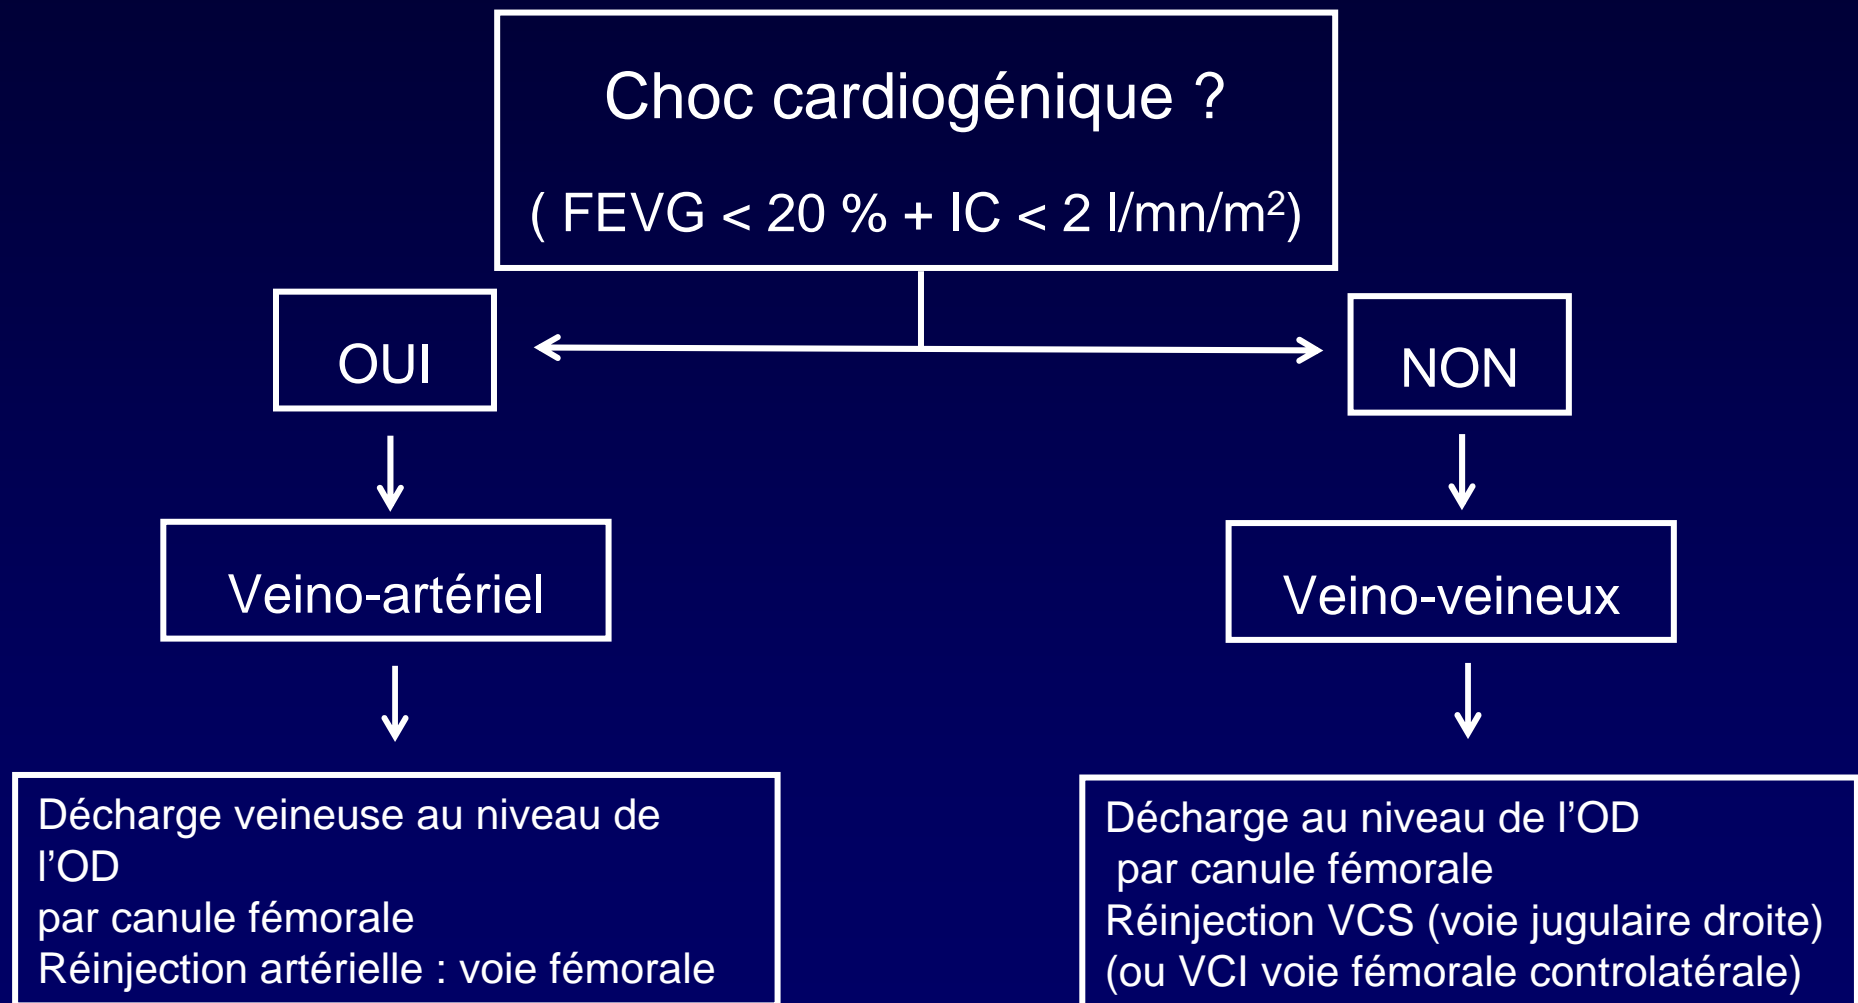 Choc cardiogénique ?
( FEVG < 20 % + IC < 2 l/mn/m²)
OUI
NON
Veino-artériel
Veino-veineux
Décharge veineuse au niveau de
l’OD
par canule fémorale
Réinjection artérielle : voie fémorale
Décharge au niveau de l’OD
par canule fémorale
Réinjection VCS (voie jugulaire droite)
(ou VCI voie fémorale controlatérale)